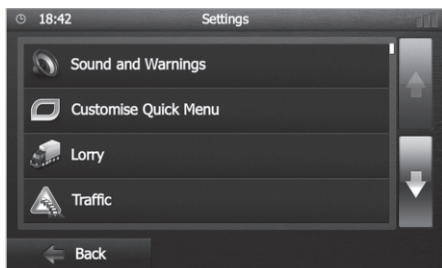 18:42 Settings
Sound and Warnings
Customise Quick Menu
Lorry
Traffic
Back